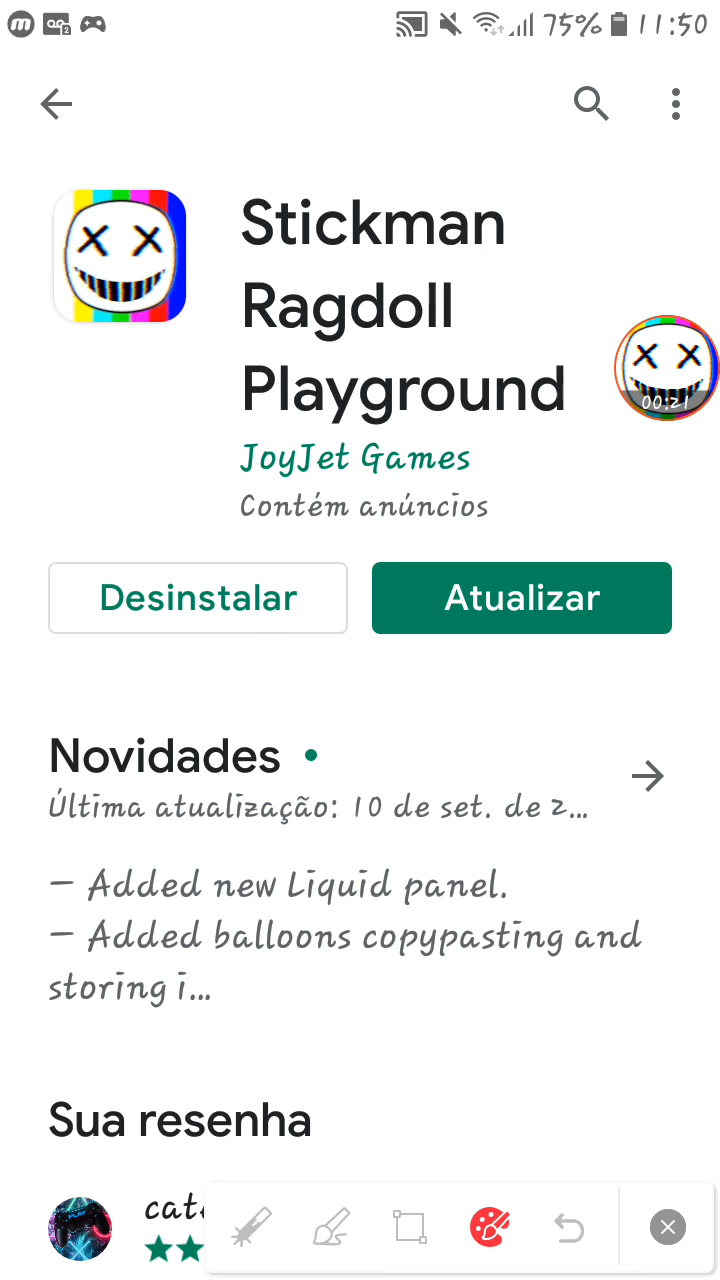 75% 11:50
Stickman
Ragdoll
Playground
00:21
JoyJet Games
Contém anúncios
Desinstalar
Atualizar
Novidades
Última atualização: 10 de set. de 2...
– Added new Liquid panel.
– Added balloons copypasting and
storing i...
Sua resenha
PLAY